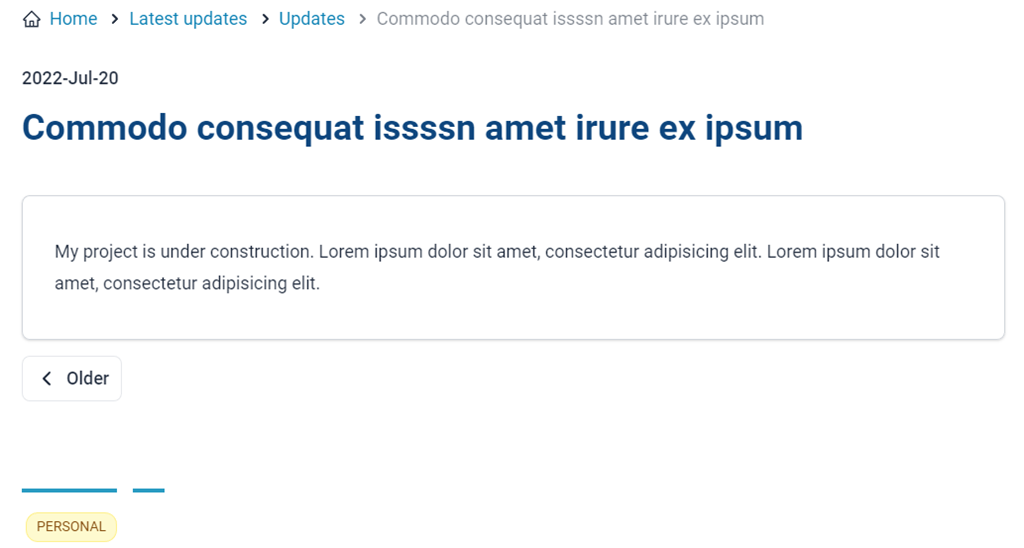 Home > Latest updates > Updates > Commodo consequat issssn amet irure ex ipsum
2022-Jul-20
Commodo consequat issssn amet irure ex ipsum
My project is under construction. Lorem ipsum dolor sit amet, consectetur adipisicing elit. Lorem ipsum dolor sit
amet, consectetur adipisicing elit.
Older
PERSONAL